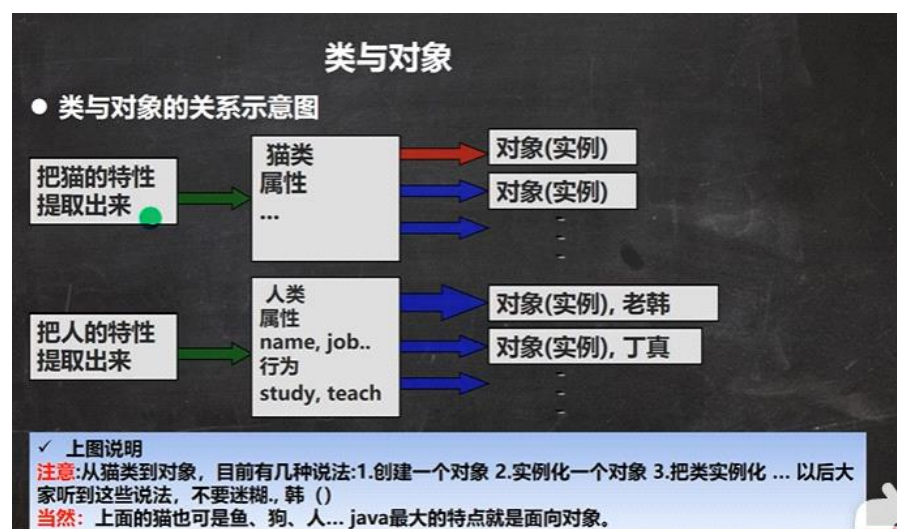 类与对象
● 类与对象的关系示意图
把猫的特性
提取出来
猫类
属性
...
对象(实例)
对象(实例)
把人的特性
提取出来
人类
属性
name, job..
行为
study, teach
对象(实例), 老韩
对象(实例), 丁真
✓ 上图说明
注意:从猫类到对象，目前有几种说法:1.创建一个对象 2.实例化一个对象 3.把类实例化 ... 以后大
家听到这些说法，不要迷糊., 韩（）
当然：上面的猫也可是鱼、狗、人... java最大的特点就是面向对象。